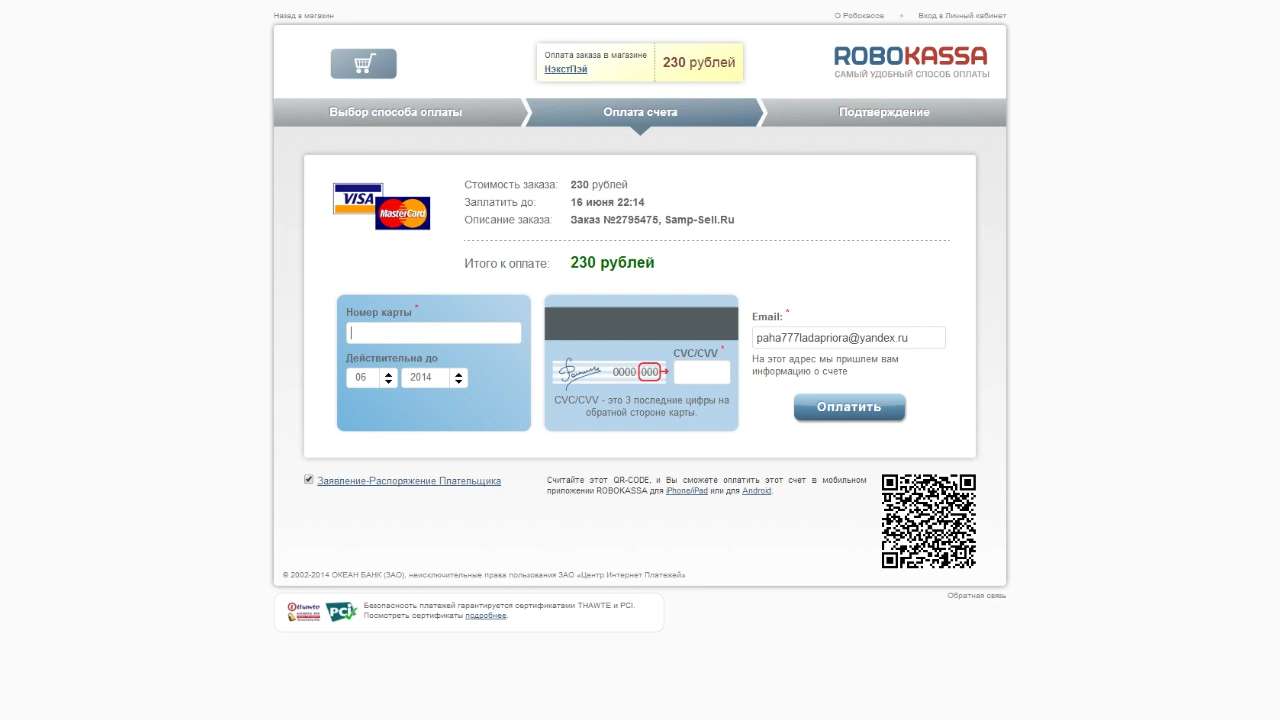 Назад в магазин
О Робокассе
Вход в Личный кабинет
Оплата заказа в магазине
НэкстПэй
230 рублей
ROBOKASSA
САМЫЙ УДОБНЫЙ СПОСОБ ОПЛАТЫ
Выбор способа оплаты
Оплата счета
Подтверждение
VISA
MasterCard
Стоимость заказа: 230 рублей
Заплатить до: 16 июня 22:14
Описание заказа: Заказ №2795475, Samp-Sell.Ru
Итого к оплате: 230 рублей
Номер карты *
Действительна до
06 2014
CVC/CVV *
0000 000
CVC/CVV - это 3 последние цифры на
обратной стороне карты.
Email: *
paha777ladapriora@yandex.ru
На этот адрес мы пришлем вам
информацию о счете
Оплатить
Заявление-Распоряжение Плательщика
Считайте этот QR-CODE, и Вы сможете оплатить этот счет в мобильном
приложении ROBOKASSA для iPhone/iPad или для Android.
© 2002-2014 ОКЕАН БАНК (ЗАО), неисключительные права пользования ЗАО «Центр Интернет Платежей»
Обратная связь
thawte
PCI
Безопасность платежей гарантируется сертификатами THAWTE и PCI.
Посмотреть сертификаты подробнее.